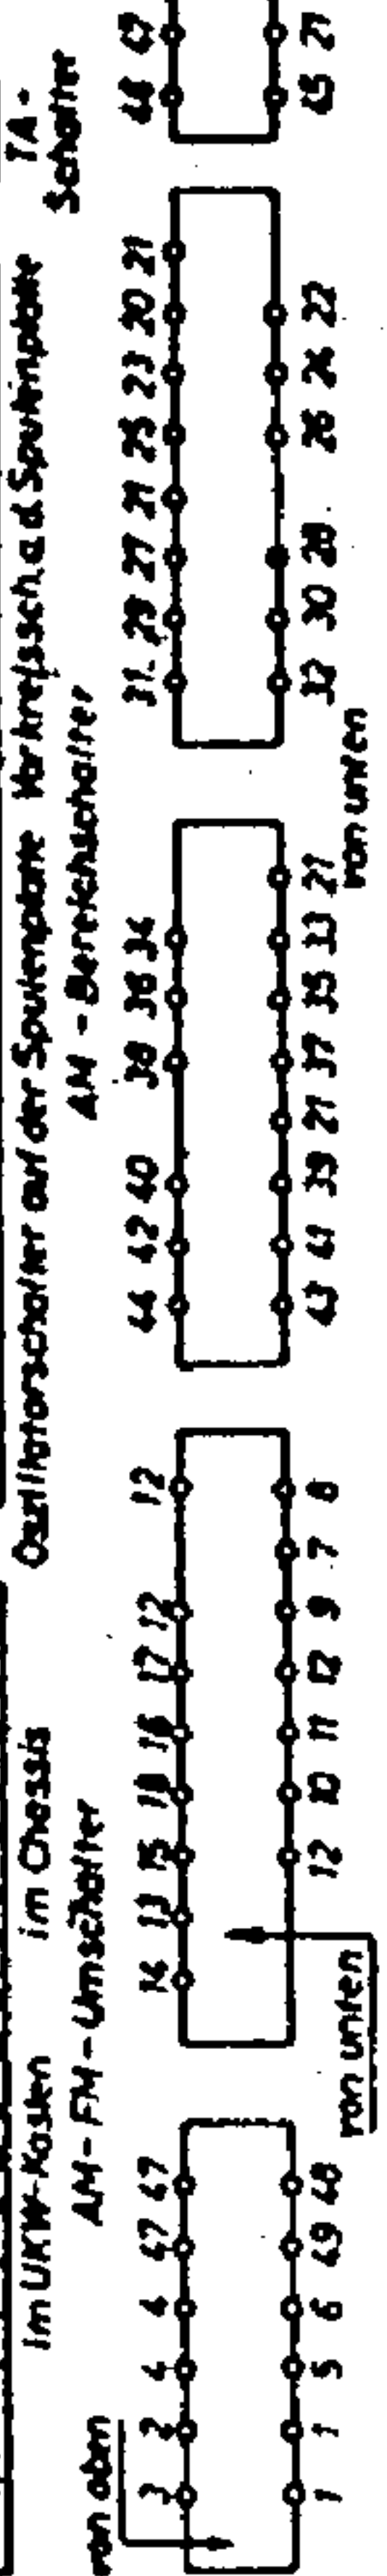 im UKW-Kasten im Chassis Oszillatorschalter auf der Spulenplatte Vorkreissch. a. d. Spulenplatte TA-
Schalter
AM-FM-Umschalter AM-Bereichschalter
von oben
3 2 4 4 47 47
1 1 5 6 49 48
14 13 15 18 16 17 12 12
12 10 11 12 9 7 8
von unten
44 42 40 38 36 34
43 41 39 21 37 35 33 21
von unten
31 29 27 21 25 23 20 21
32 30 28 26 24 22
45 21